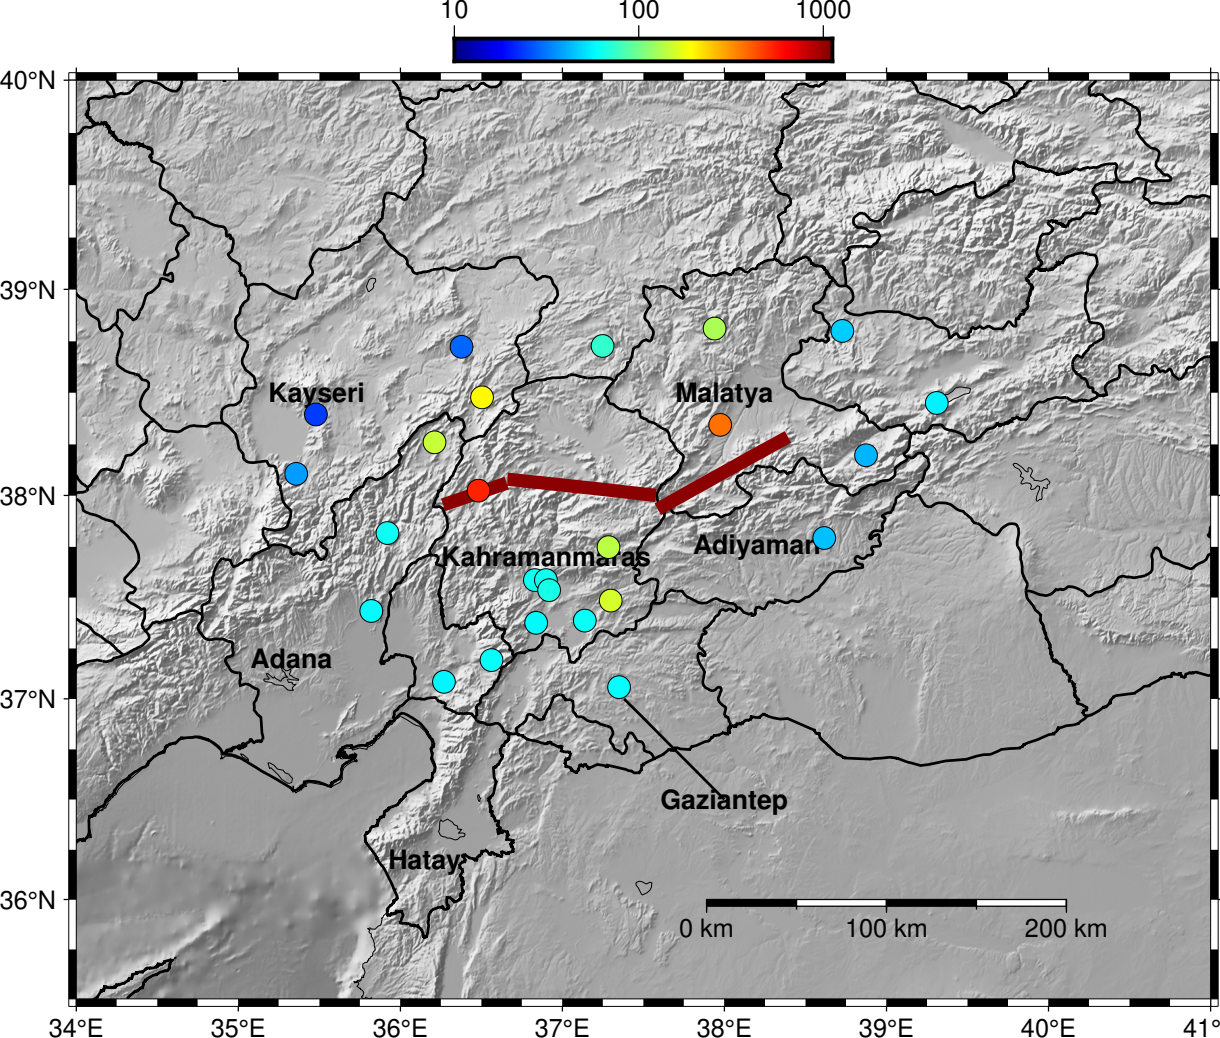 10 100 1000
40°N
39°N
Kayseri Malatya
38°N
Adiyaman
Kahramanmaras
Adana
37°N
Gaziantep
Hatay
36°N
0 km 100 km 200 km
34°E 35°E 36°E 37°E 38°E 39°E 40°E 41°